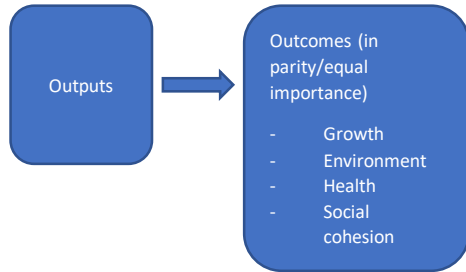 Outputs
Outcomes (in
parity/equal
importance)
- Growth
- Environment
- Health
- Social
cohesion